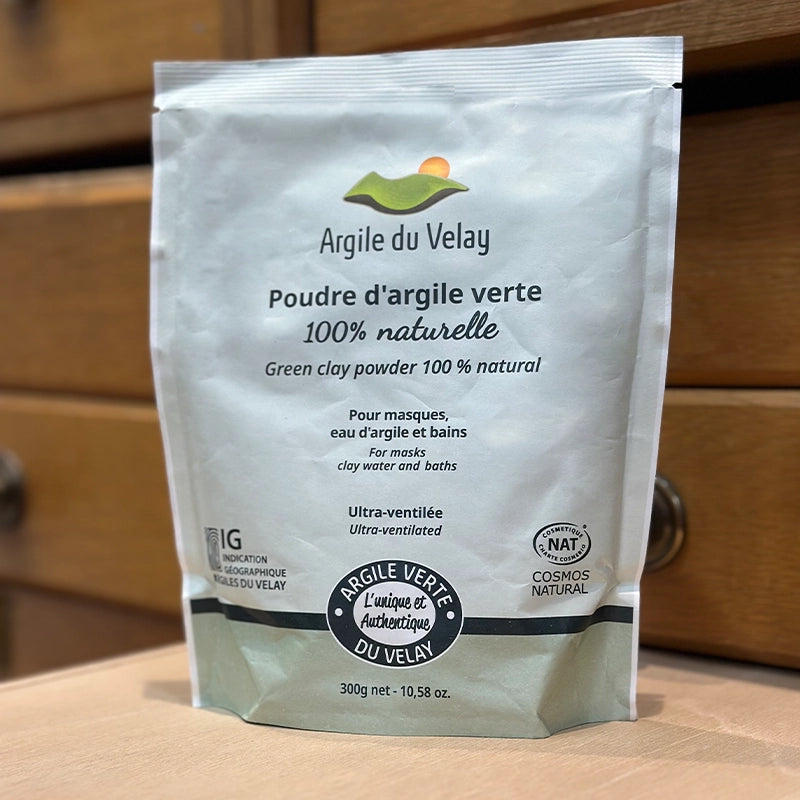 Argile du Velay
Poudre d'argile verte
100% naturelle
Green clay powder 100 % natural
Pour masques,
eau d'argile et bains
For masks
clay water and baths
Ultra-ventilée
Ultra-ventilated
IG
INDICATION
GÉOGRAPHIQUE
ARGILES DU VELAY
COSMETIQUE
NAT
CHARTE COSMEBIO
COSMOS
NATURAL
ARGILE VERTE
L'unique et
Authentique
DU VELAY
300g net - 10,58 oz.